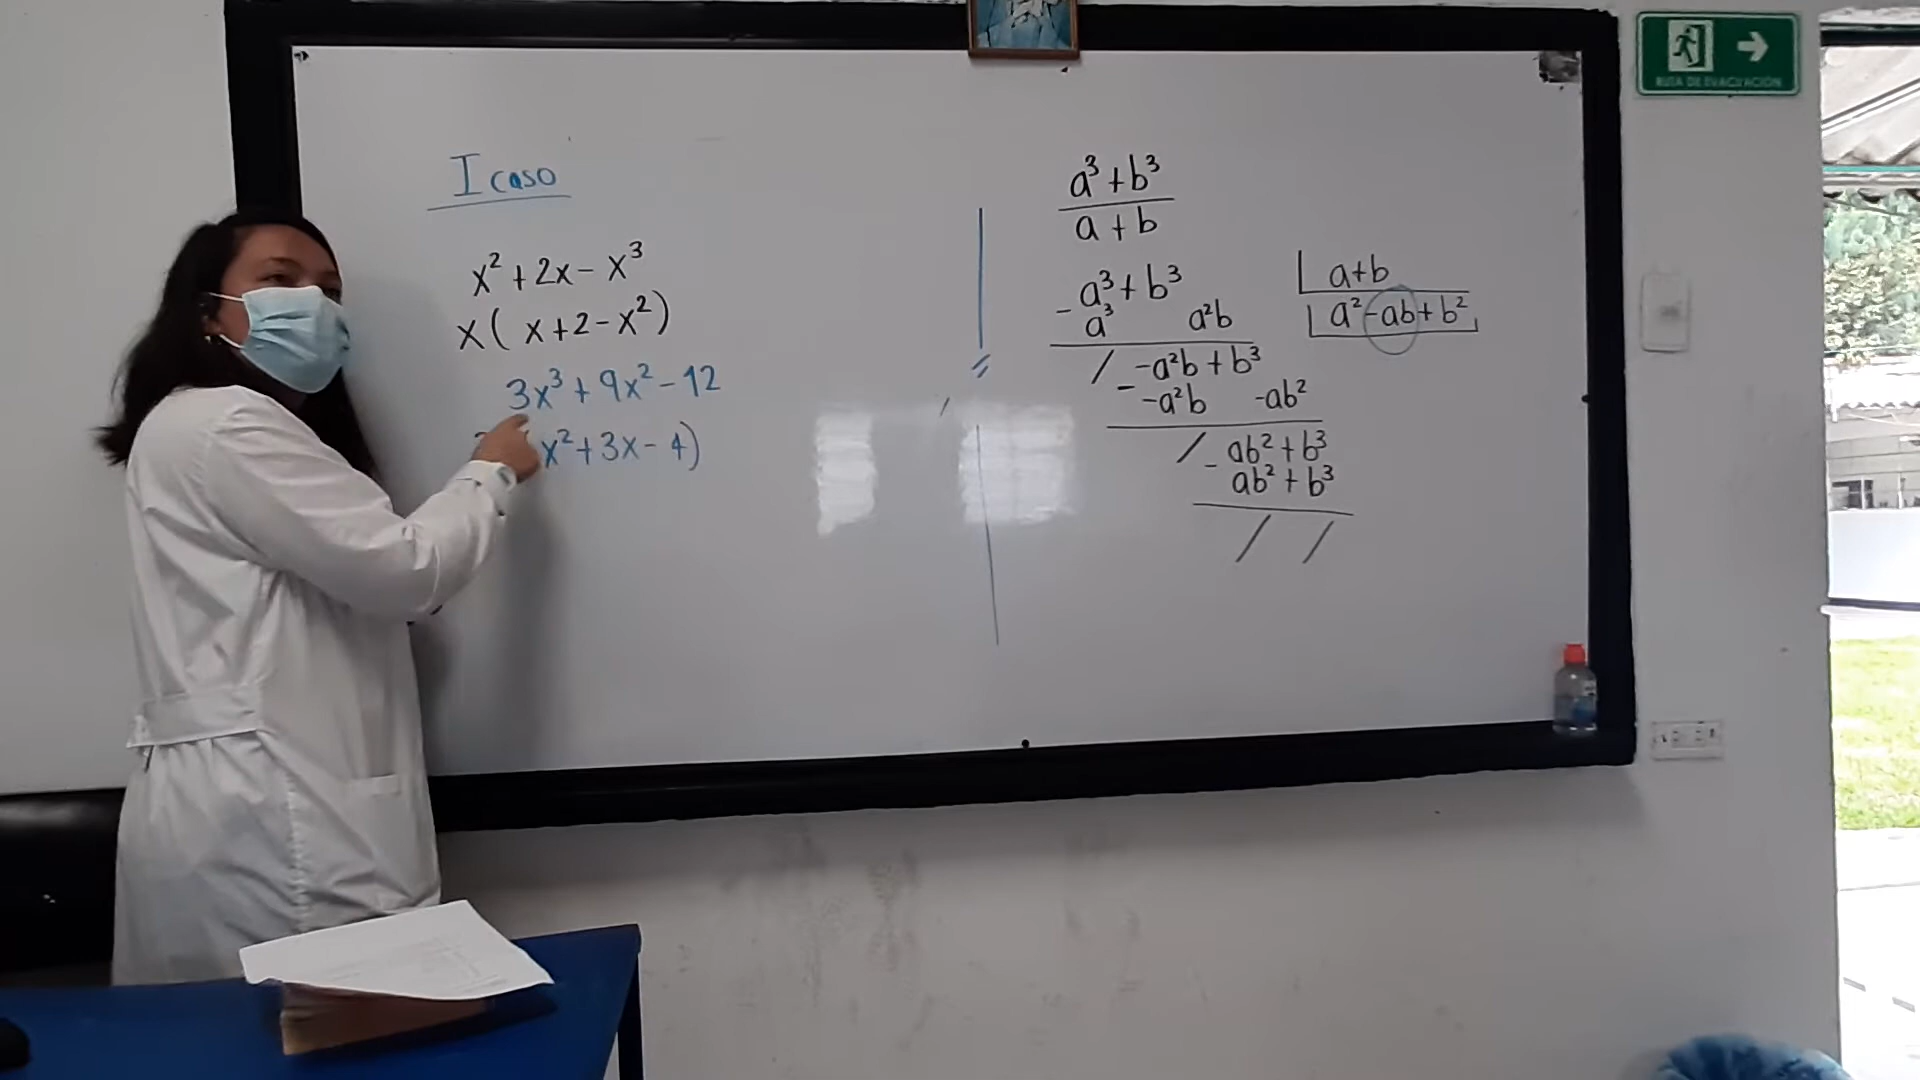 I caso
x² + 2x - x³
x ( x + 2 - x² )
3x³ + 9x² - 12
x² + 3x - 4)
a³ + b³
a + b
- a³ + b³
a³ a²b
/ -a²b + b³
- -a²b -ab²
/ ab² + b³
- ab² + b³
/ /
a+b
a² - ab + b²
RUTA DE EVACUACIÓN